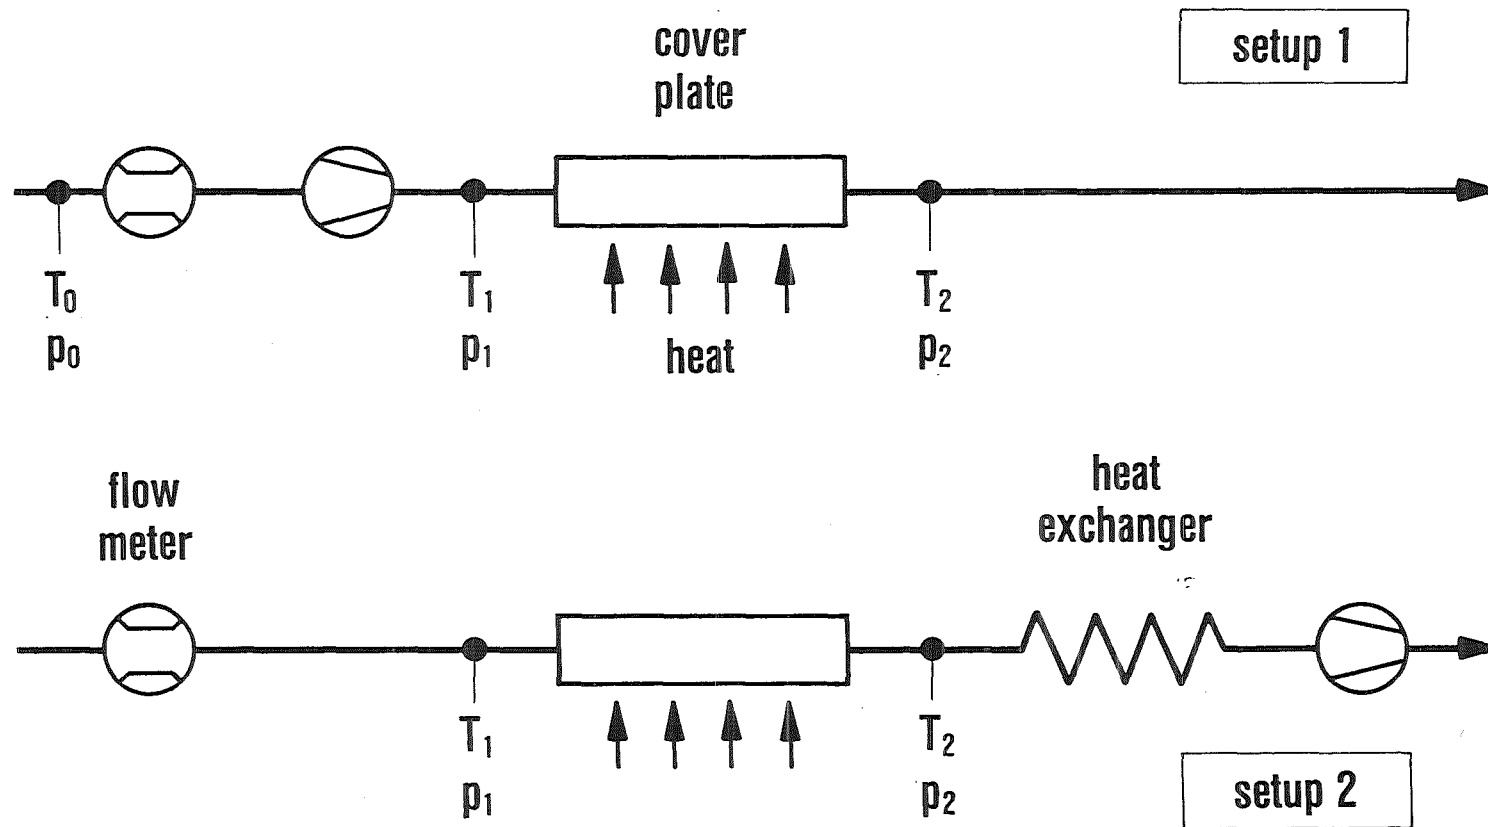 cover
plate
setup 1
T₀
p₀
T₁
p₁
heat
T₂
p₂
flow
meter
heat
exchanger
T₁
p₁
T₂
p₂
setup 2